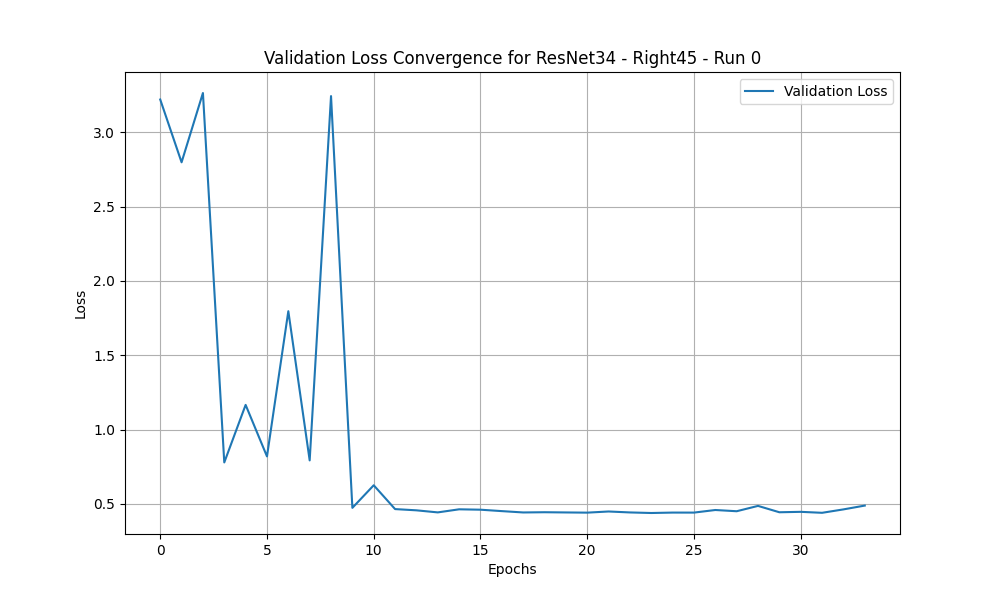 Validation Loss Convergence for ResNet34 - Right45 - Run 0
Validation Loss
3.0
2.5
2.0
1.5
1.0
0.5
Loss
0 5 10 15 20 25 30
Epochs